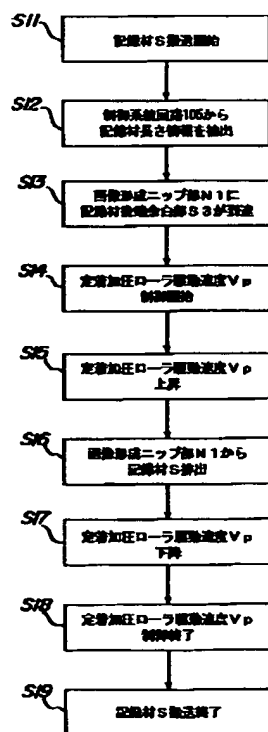 S11
記録材S搬送開始
S12
制御系統回路105から
記録材長さ情報を抽出
S13
画像形成ニップ部N1に
記録材後端余白部S3が到達
S14
定着加圧ローラ駆動速度Vp
制御開始
S15
定着加圧ローラ駆動速度Vp
上昇
S16
画像形成ニップ部N1から
記録材S排出
S17
定着加圧ローラ駆動速度Vp
下降
S18
定着加圧ローラ駆動速度Vp
制御終了
S19
記録材S搬送終了